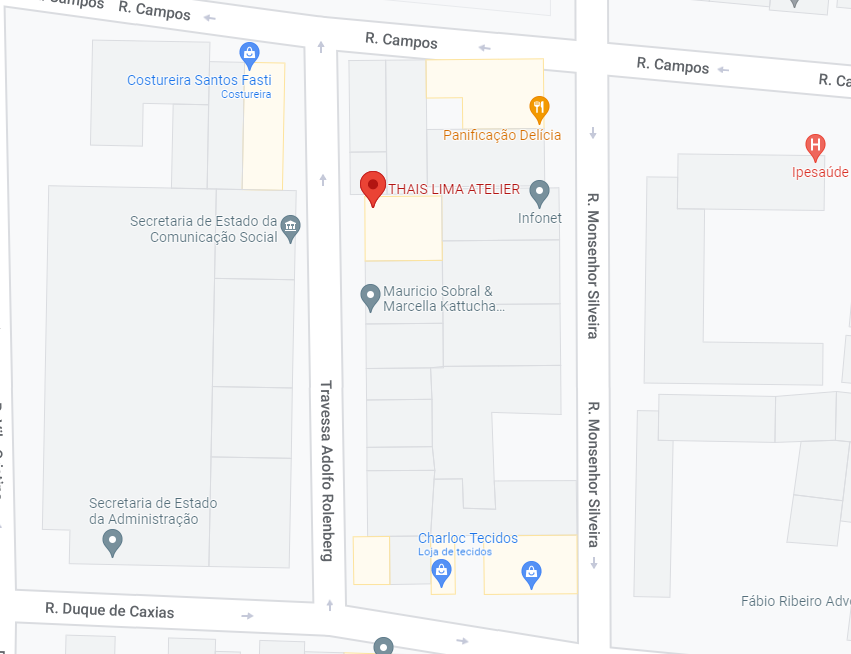 Campos
R. Campos
R. Campos
R. Campos
R. Ca
Costureira Santos Fasti
Costureira
Panificação Delícia
H
Ipesaúde
THAIS LIMA ATELIER
Infonet
Secretaria de Estado da
Comunicação Social
R. Monsenhor Silveira
Mauricio Sobral &
Marcella Kattucha...
Travessa Adolfo Rolenberg
R. Monsenhor Silveira
Secretaria de Estado
da Administração
Charloc Tecidos
Loja de tecidos
Fábio Ribeiro Adv
R. Duque de Caxias